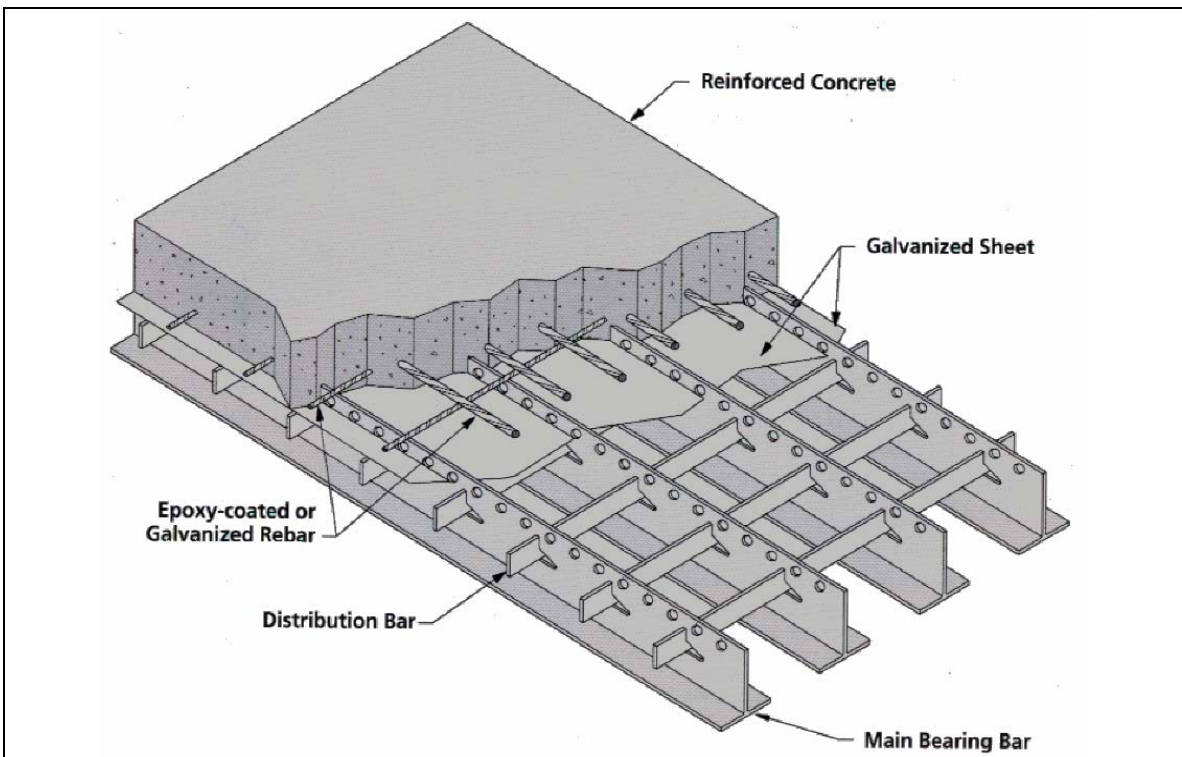 Reinforced Concrete
Galvanized Sheet
Epoxy-coated or
Galvanized Rebar
Distribution Bar
Main Bearing Bar